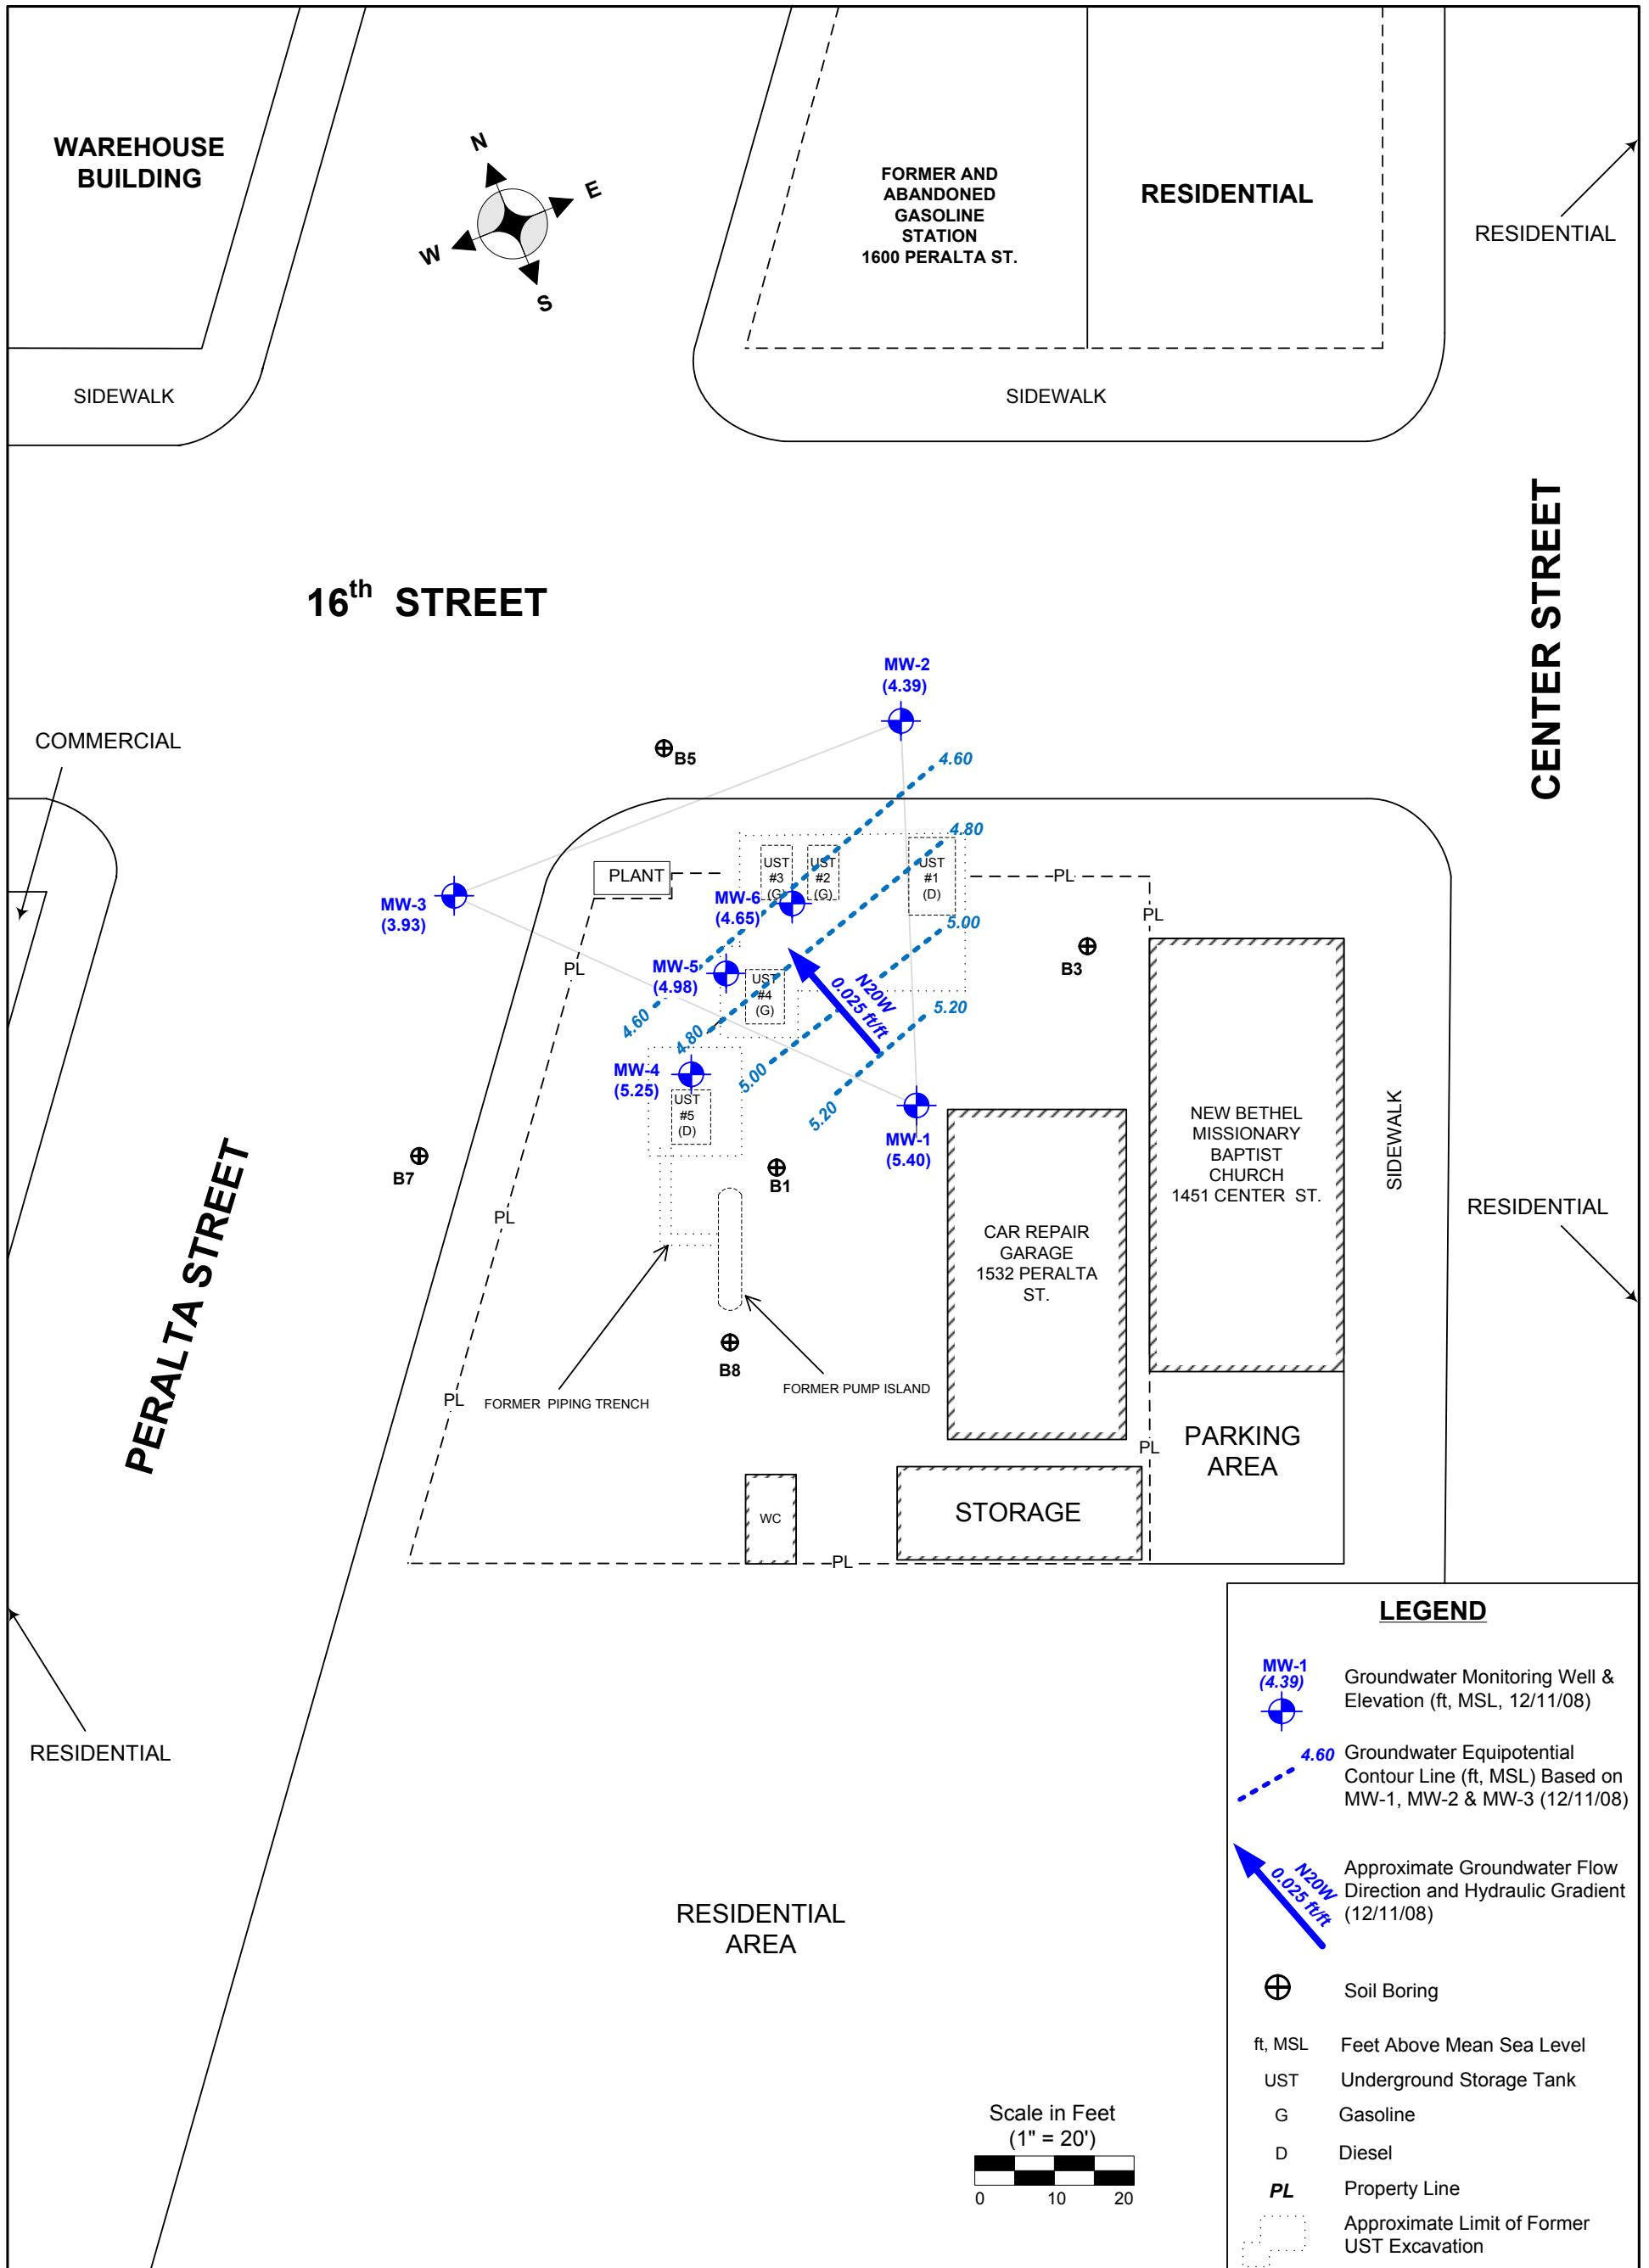 WAREHOUSE
BUILDING
N
E
W
S
FORMER AND
ABANDONED
GASOLINE
STATION
1600 PERALTA ST.
RESIDENTIAL
RESIDENTIAL
SIDEWALK
SIDEWALK
16th STREET
CENTER STREET
COMMERCIAL
MW-2
(4.39)
B5
4.60
4.80
PLANT
UST
#3
(G)
UST
#2
(G)
UST
#1
(D)
PL
PL
MW-3
(3.93)
MW-6
(4.65)
5.00
B3
PL
MW-5
(4.98)
UST
#4
(G)
N20W
0.025 ft/ft
5.20
4.60
4.80
5.00
5.20
MW-4
(5.25)
UST
#5
(D)
MW-1
(5.40)
B7
B1
PL
NEW BETHEL
MISSIONARY
BAPTIST
CHURCH
1451 CENTER ST.
SIDEWALK
RESIDENTIAL
CAR REPAIR
GARAGE
1532 PERALTA
ST.
PERALTA STREET
B8
PL
FORMER PIPING TRENCH
FORMER PUMP ISLAND
PL
PARKING
AREA
WC
STORAGE
PL
RESIDENTIAL
RESIDENTIAL
AREA
Scale in Feet
(1" = 20')
0 10 20
LEGEND
MW-1
(4.39)
Groundwater Monitoring Well &
Elevation (ft, MSL, 12/11/08)
4.60
Groundwater Equipotential
Contour Line (ft, MSL) Based on
MW-1, MW-2 & MW-3 (12/11/08)
N20W
0.025 ft/ft
Approximate Groundwater Flow
Direction and Hydraulic Gradient
(12/11/08)
Soil Boring
ft, MSL Feet Above Mean Sea Level
UST Underground Storage Tank
G Gasoline
D Diesel
PL Property Line
Approximate Limit of Former
UST Excavation